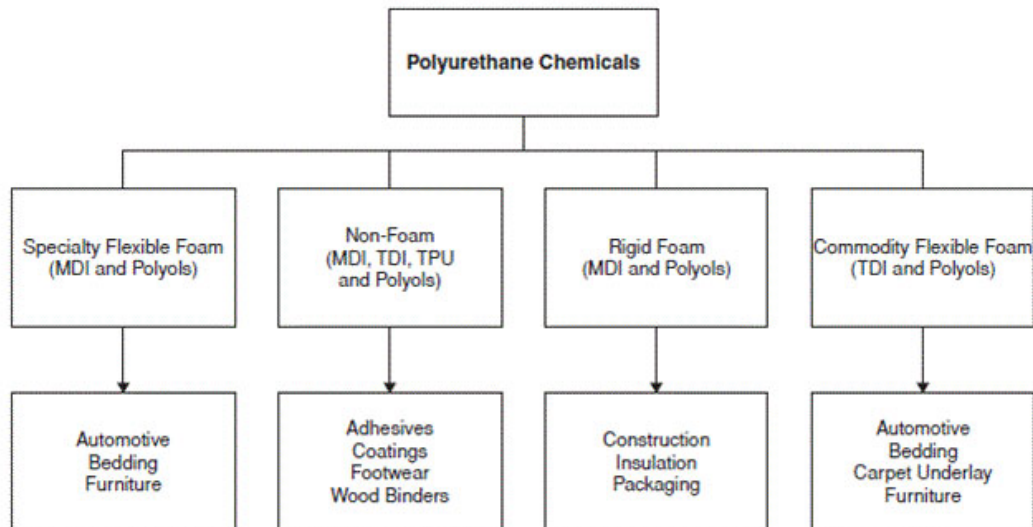 Polyurethane Chemicals
Specialty Flexible Foam
(MDI and Polyols)
Non-Foam
(MDI, TDI, TPU
and Polyols)
Rigid Foam
(MDI and Polyols)
Commodity Flexible Foam
(TDI and Polyols)
Automotive
Bedding
Furniture
Adhesives
Coatings
Footwear
Wood Binders
Construction
Insulation
Packaging
Automotive
Bedding
Carpet Underlay
Furniture